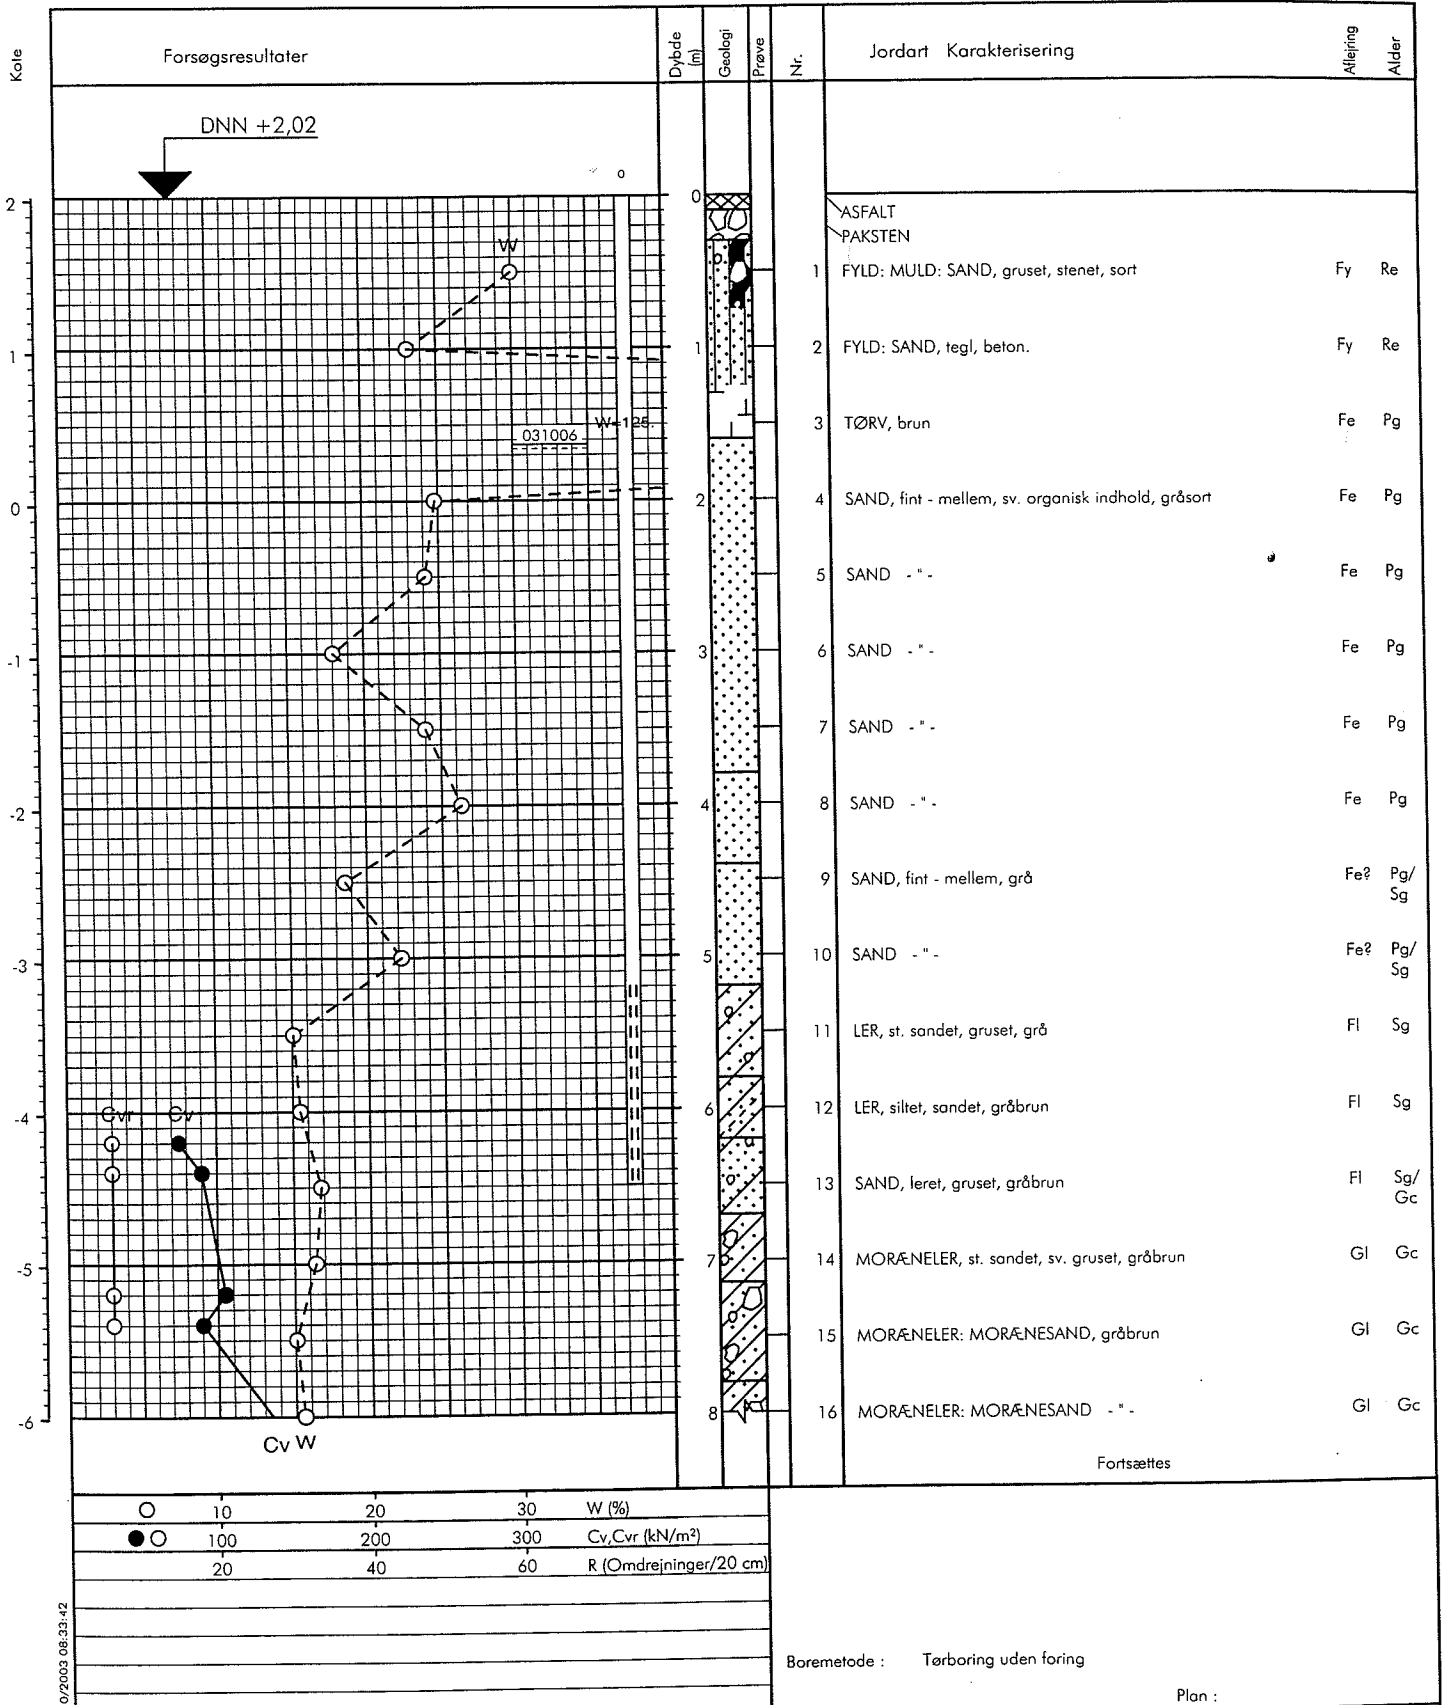 Kote
Forsøgsresultater
Dybde (m)
Geologi
Prøve
Nr.
Jordart Karakterisering
Aflejring
Alder
DNN +2,02
o
2
0
ASFALT
PAKSTEN
W
1 FYLD: MULD: SAND, gruset, stenet, sort Fy Re
1
1
2 FYLD: SAND, tegl, beton. Fy Re
W=125
031006
3 TØRV, brun Fe Pg
0
2
4 SAND, fint - mellem, sv. organisk indhold, gråsort Fe Pg
5 SAND - " - Fe Pg
-1
3
6 SAND - " - Fe Pg
7 SAND - " - Fe Pg
-2
4
8 SAND - " - Fe Pg
9 SAND, fint - mellem, grå Fe? Pg/
Sg
-3
5
10 SAND - " - Fe? Pg/
Sg
11 LER, st. sandet, gruset, grå Fl Sg
-4
Cvr Cv
6
12 LER, siltet, sandet, gråbrun Fl Sg
13 SAND, leret, gruset, gråbrun Fl Sg/
Gc
-5
7
14 MORÆNELER, st. sandet, sv. gruset, gråbrun Gl Gc
15 MORÆNELER: MORÆNESAND, gråbrun Gl Gc
-6
8
16 MORÆNELER: MORÆNESAND - " - Gl Gc
Cv W
Fortsættes
10 20 30 W (%)
100 200 300 Cv,Cvr (kN/m²)
20 40 60 R (Omdrejninger/20 cm)
0/2003 08:33:42
Boremetode : Tørboring uden foring
Plan :